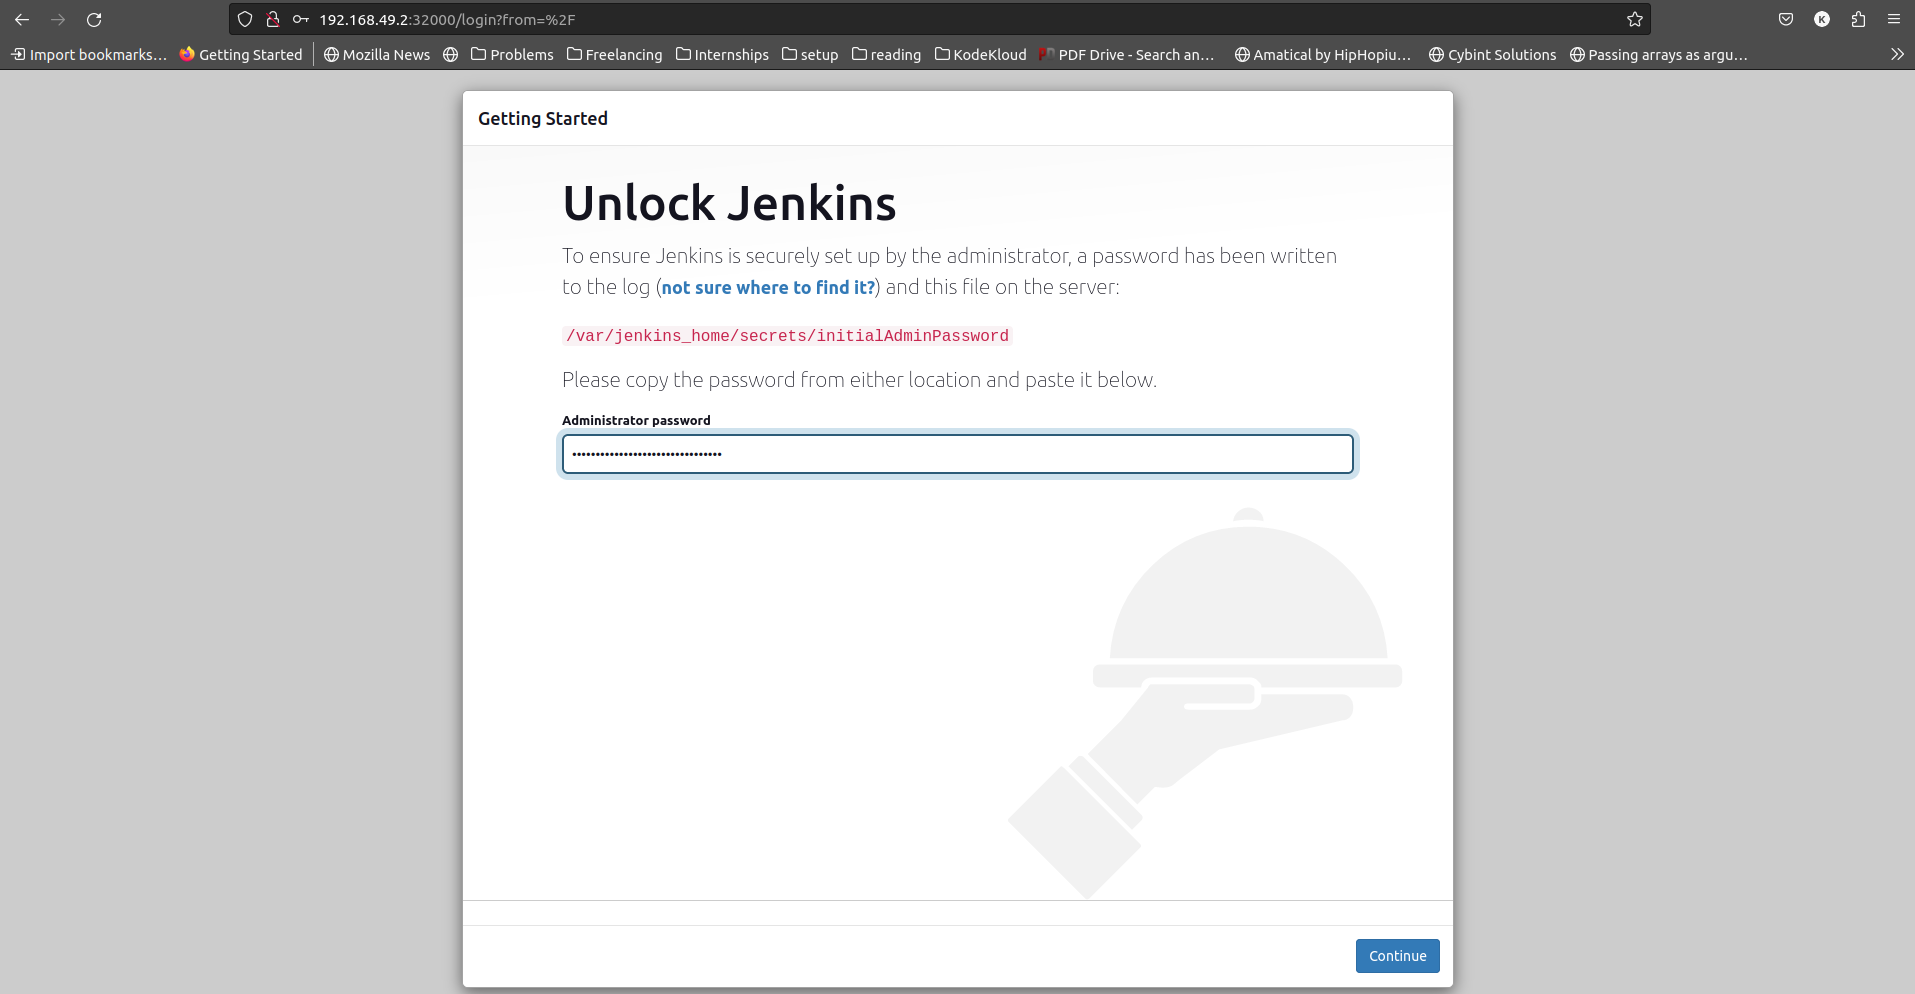 192.168.49.2:32000/login?from=%2F
K
Import bookmarks... Getting Started Mozilla News Problems Freelancing Internships setup reading KodeKloud PDF Drive - Search an... Amatical by HipHopiu... Cybint Solutions Passing arrays as argu...
Getting Started
Unlock Jenkins
To ensure Jenkins is securely set up by the administrator, a password has been written
to the log (not sure where to find it?) and this file on the server:
/var/jenkins_home/secrets/initialAdminPassword
Please copy the password from either location and paste it below.
Administrator password
••••••••••••••••••••••••••••••••
Continue